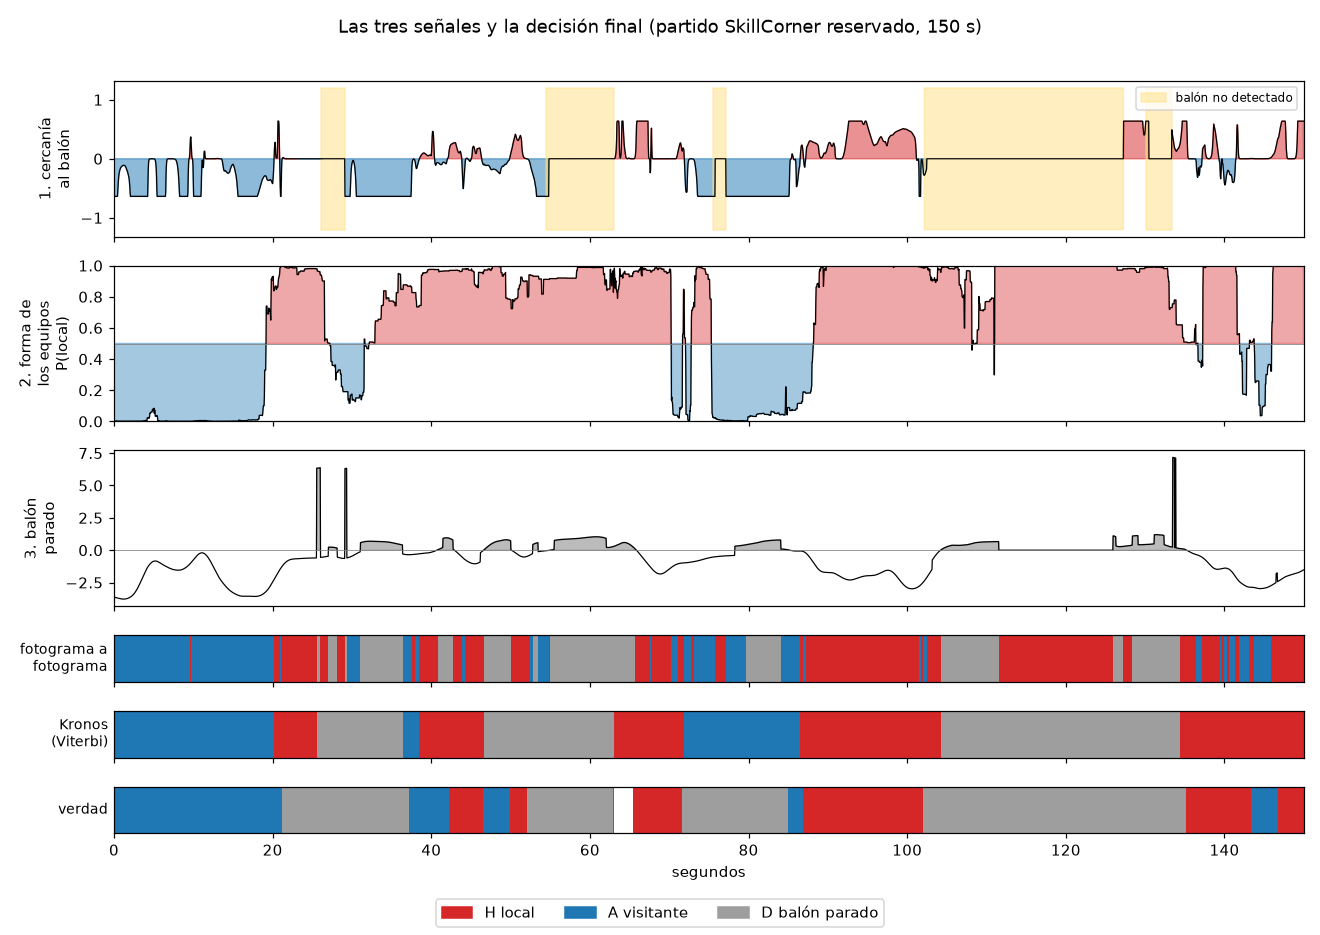 Las tres señales y la decisión final (partido SkillCorner reservado, 150 s)
1. cercanía
al balón
1
0
−1
balón no detectado
2. forma de
los equipos
P(local)
1.0
0.8
0.6
0.4
0.2
0.0
3. balón
parado
7.5
5.0
2.5
0.0
−2.5
fotograma a
fotograma
Kronos
(Viterbi)
verdad
0 20 40 60 80 100 120 140
segundos
H local A visitante D balón parado